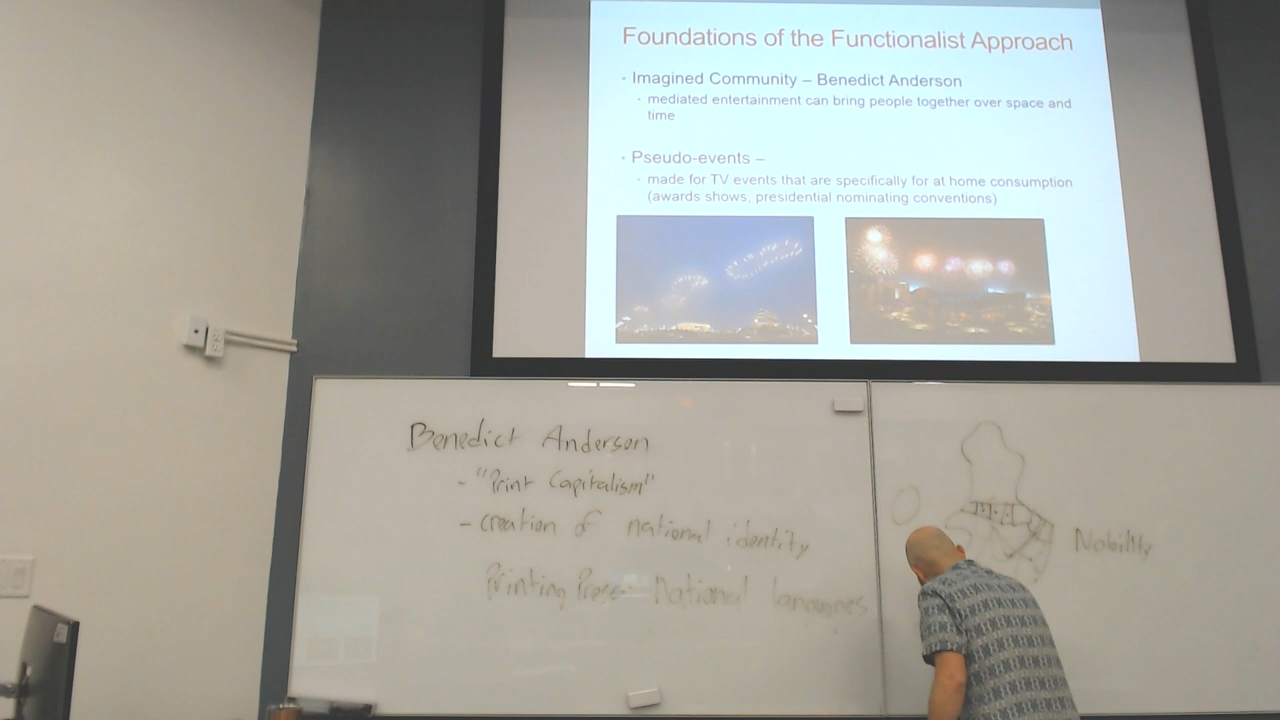 Foundations of the Functionalist Approach
• Imagined Community – Benedict Anderson
• mediated entertainment can bring people together over space and
time
• Pseudo-events –
• made for TV events that are specifically for at home consumption
(awards shows, presidential nominating conventions)
Benedict Anderson
- "Print Capitalism"
- creation of national identity
Printing Press National languages
Nobility